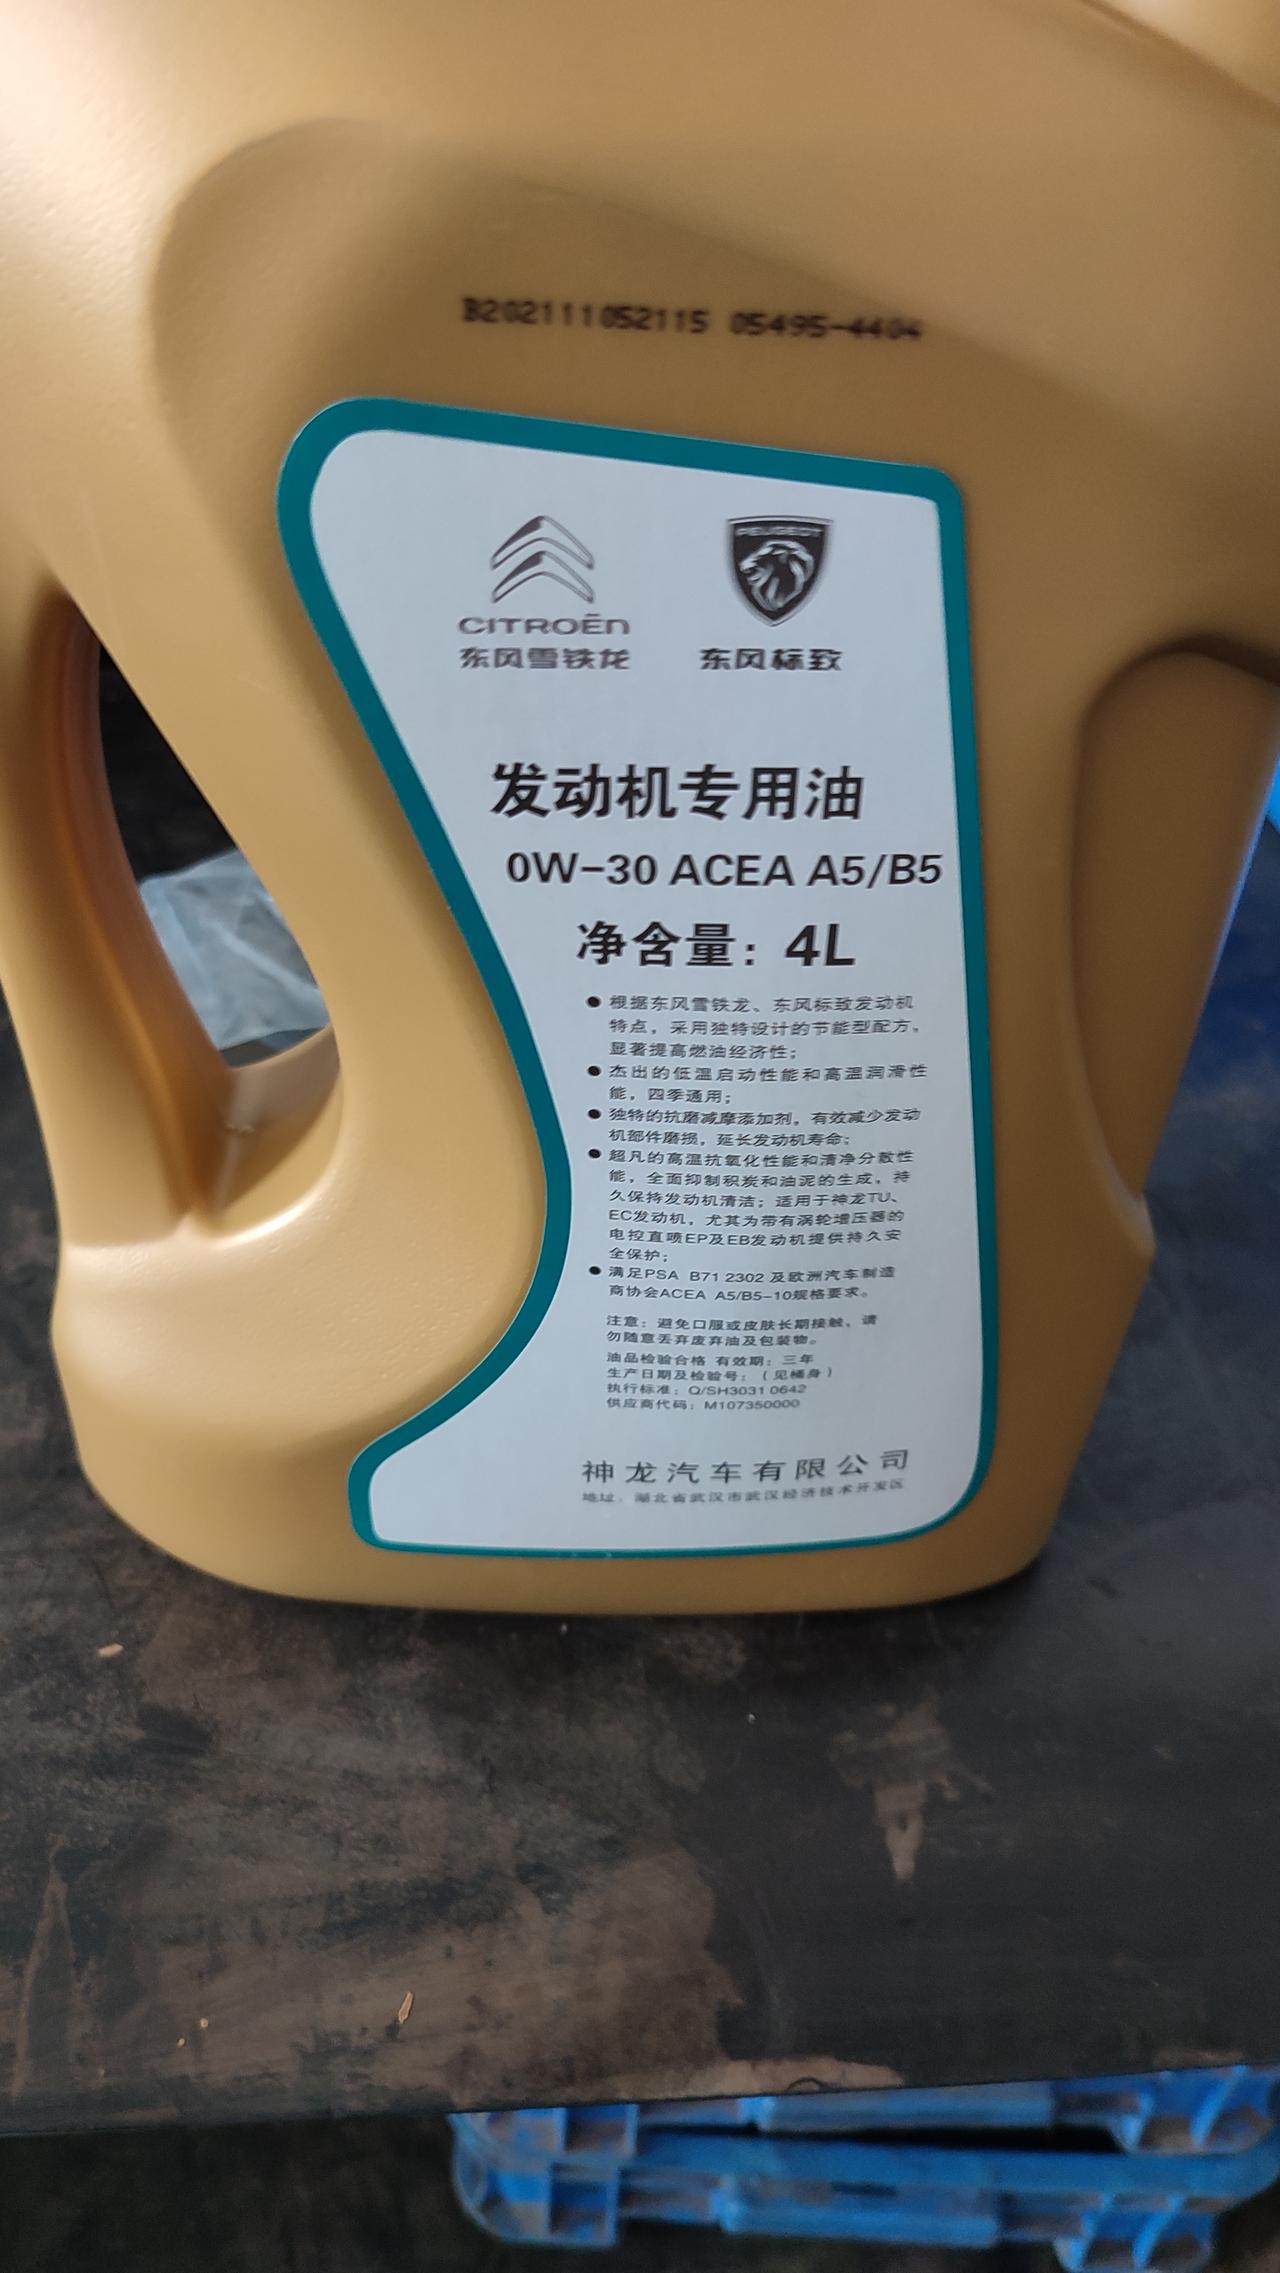 B202111052115 05495-4404
PEUGEOT
CITROËN
东风雪铁龙 东风标致
发动机专用油
0W-30 ACEA A5/B5
净含量：4L
● 根据东风雪铁龙、东风标致发动机
特点，采用独特设计的节能型配方，
显著提高燃油经济性；
● 杰出的低温启动性能和高温润滑性
能，四季通用；
● 独特的抗磨减摩添加剂，有效减少发动
机部件磨损，延长发动机寿命；
● 超凡的高温抗氧化性能和清净分散性
能，全面抑制积炭和油泥的生成，持
久保持发动机清洁；适用于神龙TU、
EC发动机，尤其为带有涡轮增压器的
电控直喷EP及EB发动机提供持久安
全保护；
● 满足PSA B71 2302 及欧洲汽车制造
商协会ACEA A5/B5-10规格要求。
注意：避免口服或皮肤长期接触，请
勿随意丢弃废弃油及包装物。
油品检验合格 有效期：三年
生产日期及检验号：（见桶身）
执行标准：Q/SH3031 0642
供应商代码：M107350000
神龙汽车有限公司
地址：湖北省武汉市武汉经济技术开发区